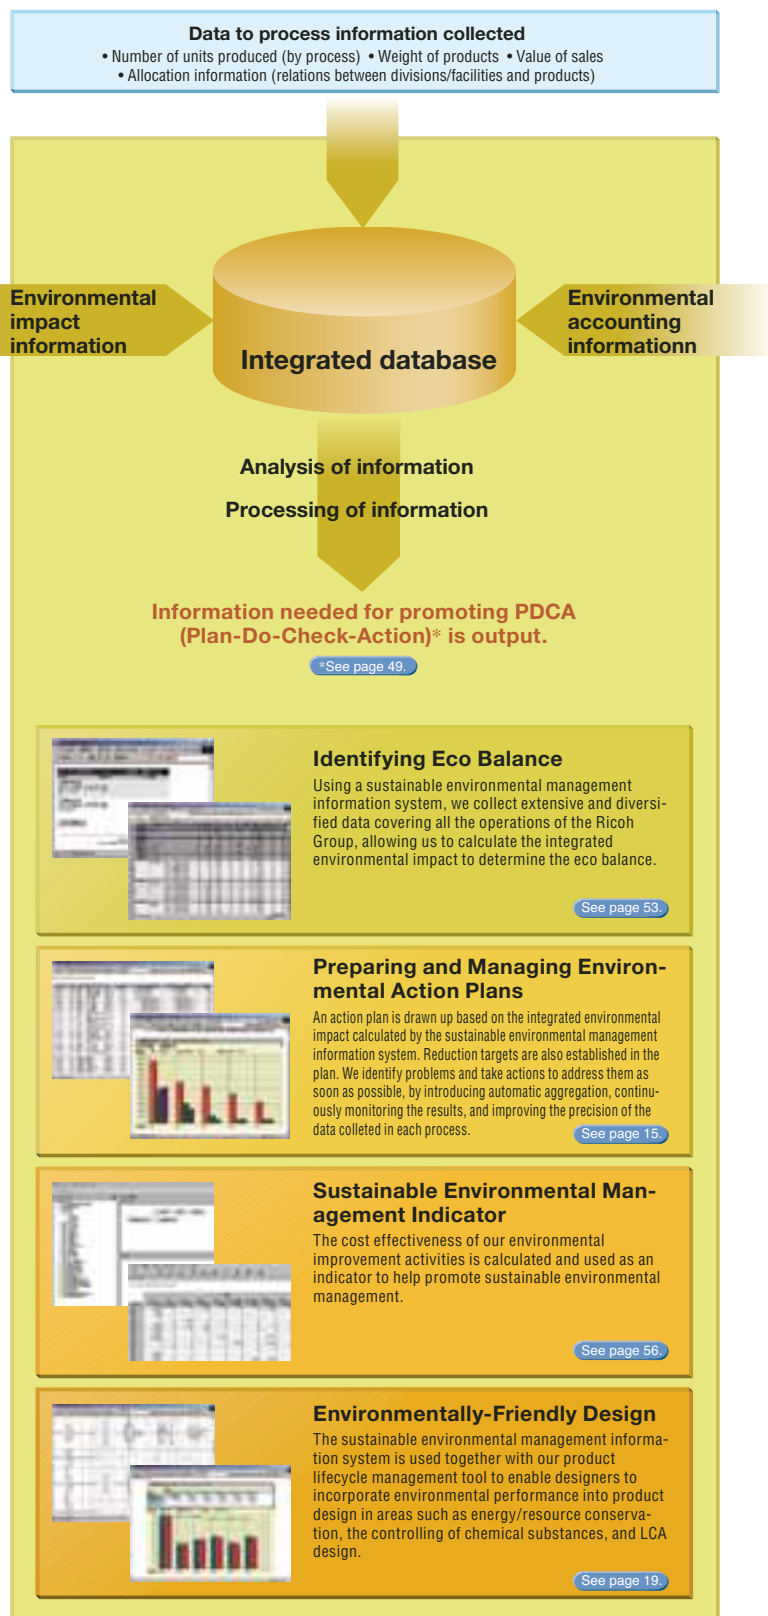 Data to process information collected
• Number of units produced (by process) • Weight of products • Value of sales
• Allocation information (relations between divisions/facilities and products)
Environmental
impact
information
Environmental
accounting
informationn
Integrated database
Analysis of information
Processing of information
Information needed for promoting PDCA
(Plan-Do-Check-Action)* is output.
*See page 49.
Identifying Eco Balance
Using a sustainable environmental management
information system, we collect extensive and diversi-
fied data covering all the operations of the Ricoh
Group, allowing us to calculate the integrated
environmental impact to determine the eco balance.
See page 53.
Preparing and Managing Environ-
mental Action Plans
An action plan is drawn up based on the integrated environmental
impact calculated by the sustainable environmental management
information system. Reduction targets are also established in the
plan. We identify problems and take actions to address them as
soon as possible, by introducing automatic aggregation, continu-
ously monitoring the results, and improving the precision of the
data colleted in each process.
See page 15.
Sustainable Environmental Man-
agement Indicator
The cost effectiveness of our environmental
improvement activities is calculated and used as an
indicator to help promote sustainable environmental
management.
See page 56.
Environmentally-Friendly Design
The sustainable environmental management informa-
tion system is used together with our product
lifecycle management tool to enable designers to
incorporate environmental performance into product
design in areas such as energy/resource conserva-
tion, the controlling of chemical substances, and LCA
design.
See page 19.